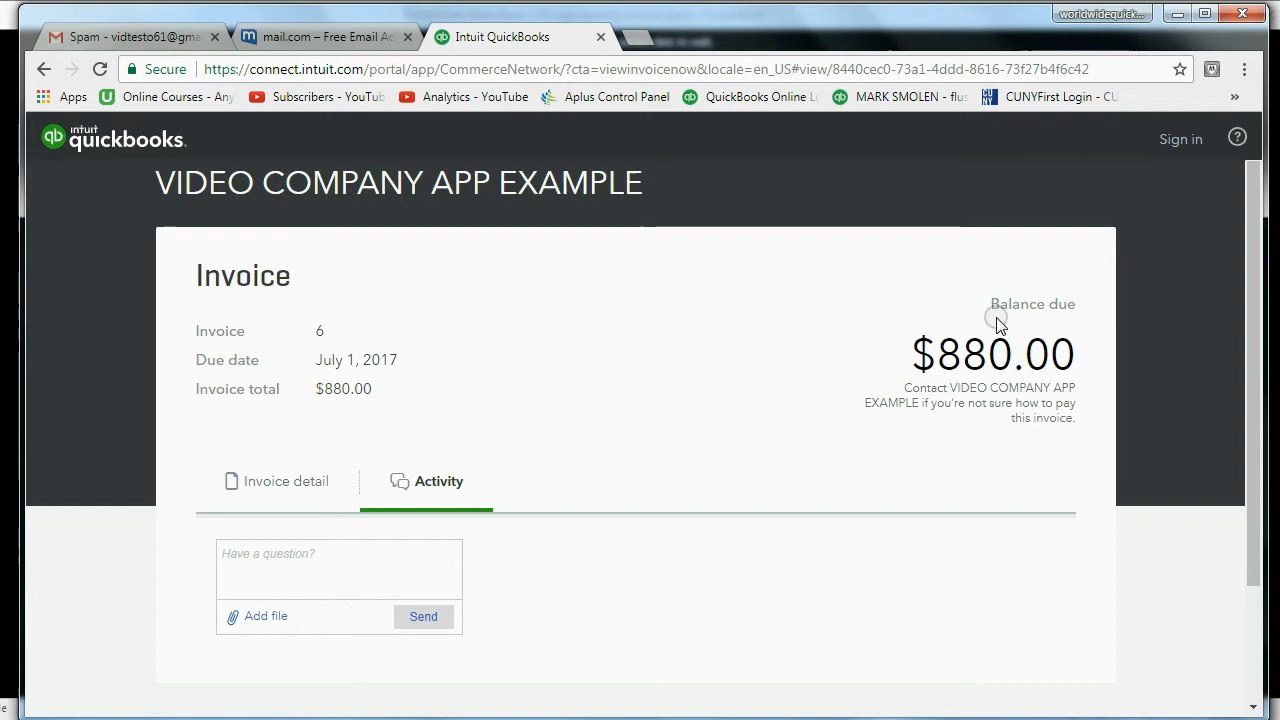 worldwidequick...
Spam - vidtesto61@gma
mail.com – Free Email Ac
Intuit QuickBooks
Secure
https://connect.intuit.com/portal/app/CommerceNetwork/?cta=viewinvoicenow&locale=en_US#view/8440cec0-73a1-4ddd-8616-73f27b4f6c42
Apps
Online Courses - Any
Subscribers - YouTub
Analytics - YouTube
Aplus Control Panel
QuickBooks Online Lo
MARK SMOLEN - flus
CUNYFirst Login - CU
»
intuit
quickbooks.
Sign in
?
VIDEO COMPANY APP EXAMPLE
Invoice
Balance due
Invoice 6
$880.00
Due date July 1, 2017
Invoice total $880.00
Contact VIDEO COMPANY APP
EXAMPLE if you're not sure how to pay
this invoice.
Invoice detail
Activity
Have a question?
Add file
Send